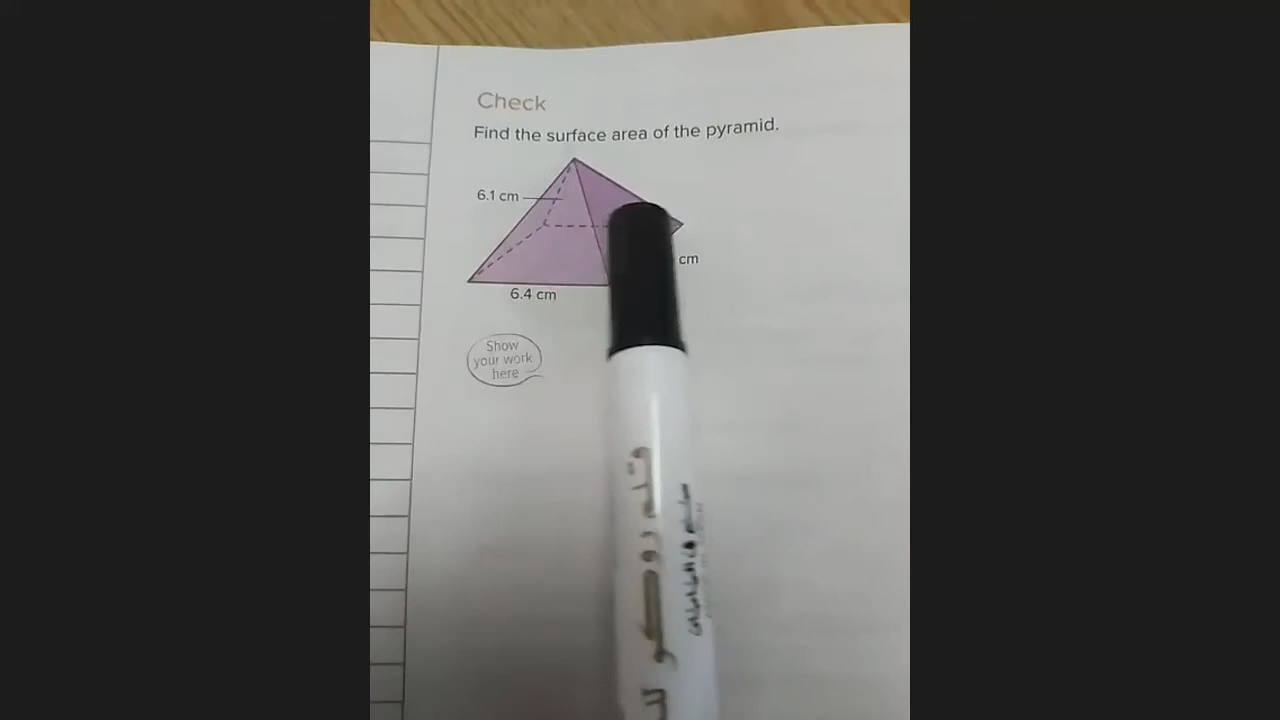 Check
Find the surface area of the pyramid.
6.1 cm
cm
6.4 cm
Show
your work
here